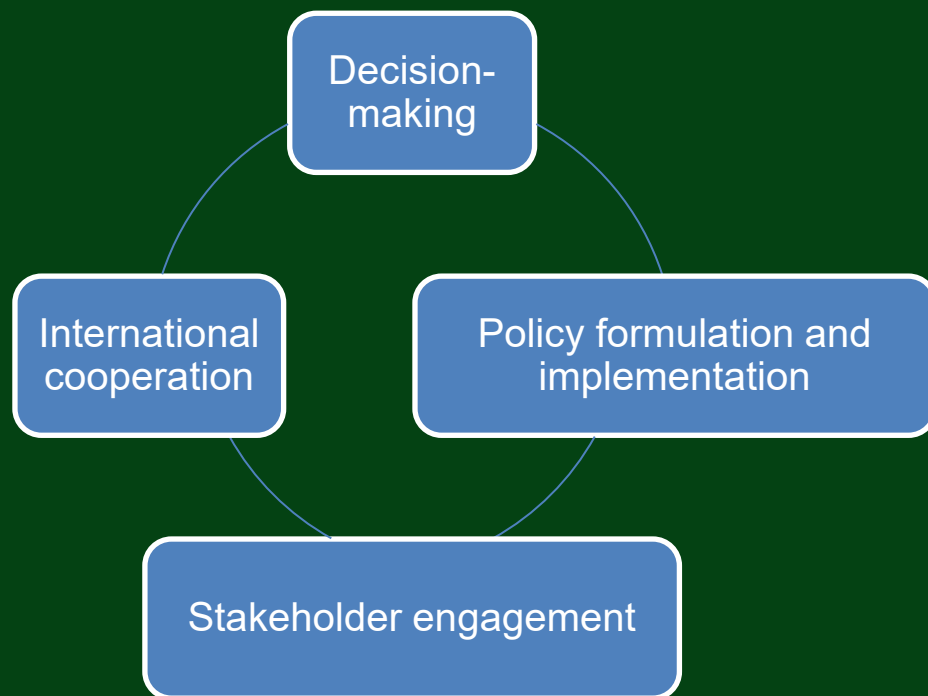 Decision-
making
International
cooperation
Policy formulation and
implementation
Stakeholder engagement